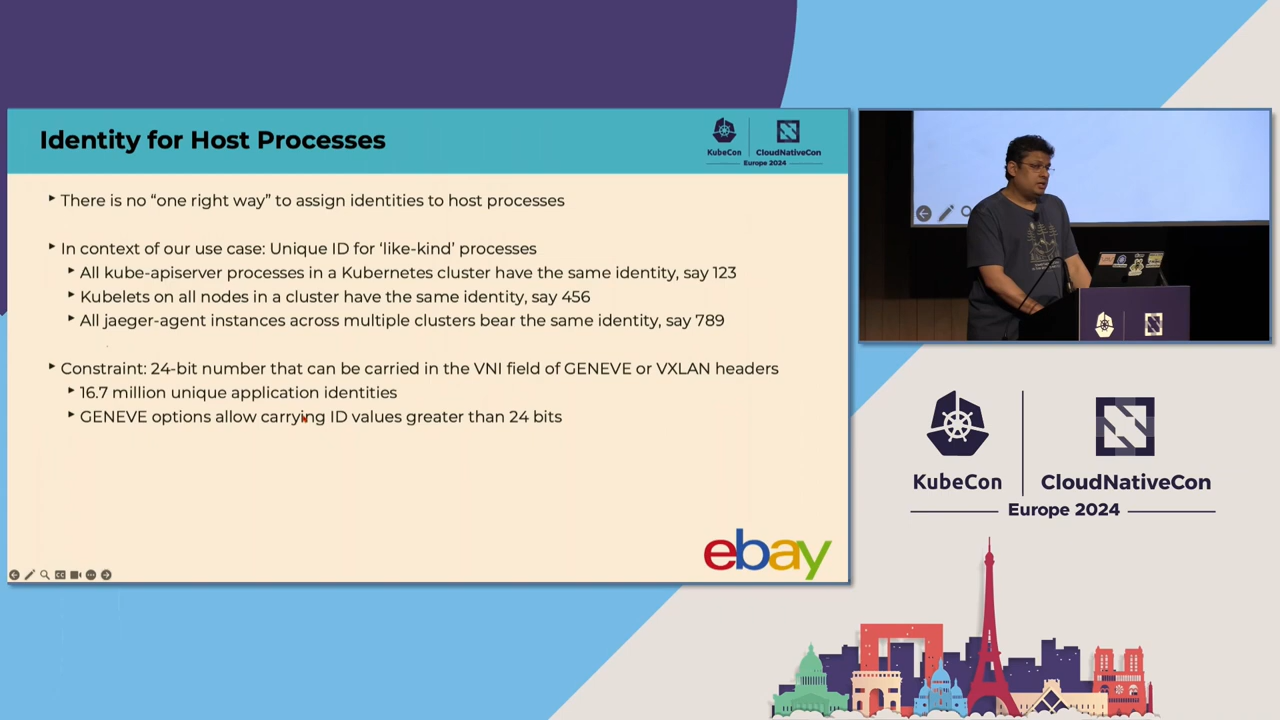 Identity for Host Processes
KubeCon
CloudNativeCon
Europe 2024
There is no “one right way” to assign identities to host processes
In context of our use case: Unique ID for ‘like-kind’ processes
All kube-apiserver processes in a Kubernetes cluster have the same identity, say 123
Kubelets on all nodes in a cluster have the same identity, say 456
All jaeger-agent instances across multiple clusters bear the same identity, say 789
Constraint: 24-bit number that can be carried in the VNI field of GENEVE or VXLAN headers
16.7 million unique application identities
GENEVE options allow carrying ID values greater than 24 bits
ebay
KubeCon
CloudNativeCon
Europe 2024